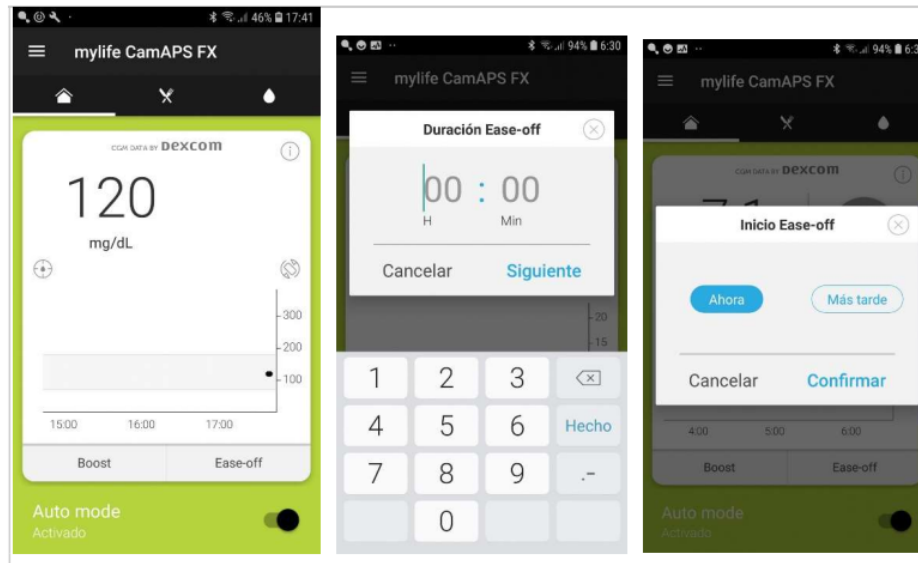 46% 17:41
mylife CamAPS FX
CGM DATA BY Dexcom
120
mg/dL
300
200
100
15:00 16:00 17:00
Boost Ease-off
Auto mode
Activado
94% 6:30
mylife CamAPS FX
Duración Ease-off
00 : 00
H Min
Cancelar Siguiente
20
15
1 2 3
4 5 6 Hecho
7 8 9 .-
0
94% 6:3
mylife CamAPS FX
CGM DATA BY Dexcom
Inicio Ease-off
Ahora Más tarde
Cancelar Confirmar
4:00 5:00 6:00
Boost Ease-off
Auto mode
Activado